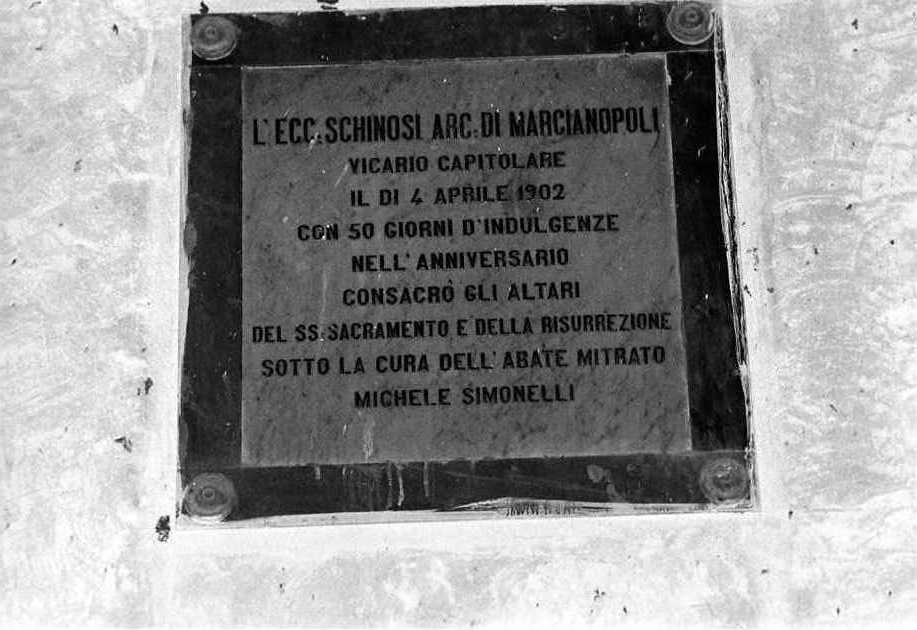 L'ECC. SCHINOSI ARC. DI MARCIANOPOLI
VICARIO CAPITOLARE
IL DI 4 APRILE 1902
CON 50 GIORNI D'INDULGENZE
NELL'ANNIVERSARIO
CONSACRÒ GLI ALTARI
DEL SS. SACRAMENTO E DELLA RISURREZIONE
SOTTO LA CURA DELL'ABATE MITRATO
MICHELE SIMONELLI